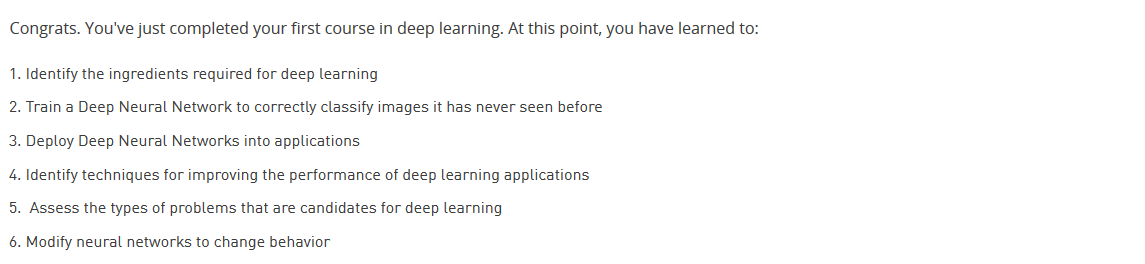 Congrats. You've just completed your first course in deep learning. At this point, you have learned to:
1. Identify the ingredients required for deep learning
2. Train a Deep Neural Network to correctly classify images it has never seen before
3. Deploy Deep Neural Networks into applications
4. Identify techniques for improving the performance of deep learning applications
5.  Assess the types of problems that are candidates for deep learning
6. Modify neural networks to change behavior